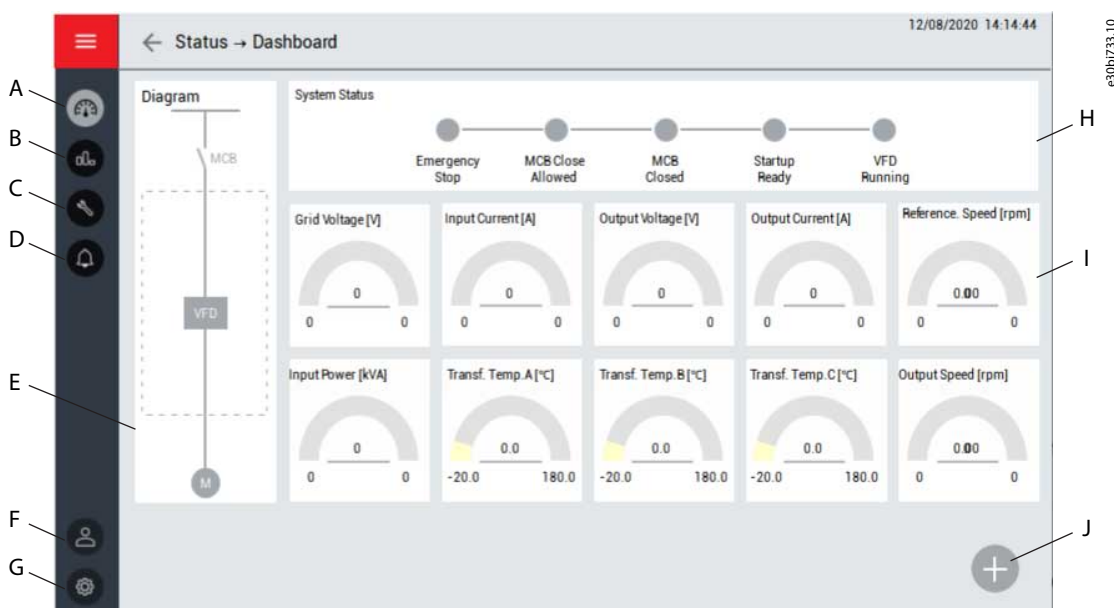 12/08/2020 14:14:44
e30bj733.10
Status → Dashboard
A
B
C
D
E
F
G
Diagram
MCB
VFD
M
System Status
Emergency
Stop
MCB Close
Allowed
MCB
Closed
Startup
Ready
VFD
Running
H
Grid Voltage [V]
0
0 0
Input Current [A]
0
0 0
Output Voltage [V]
0
0 0
Output Current [A]
0
0 0
Reference. Speed [rpm]
0.00
0 0
I
Input Power [kVA]
0
0 0
Transf. Temp.A [°C]
0.0
-20.0 180.0
Transf. Temp.B [°C]
0.0
-20.0 180.0
Transf. Temp.C [°C]
0.0
-20.0 180.0
Output Speed [rpm]
0.00
0 0
J